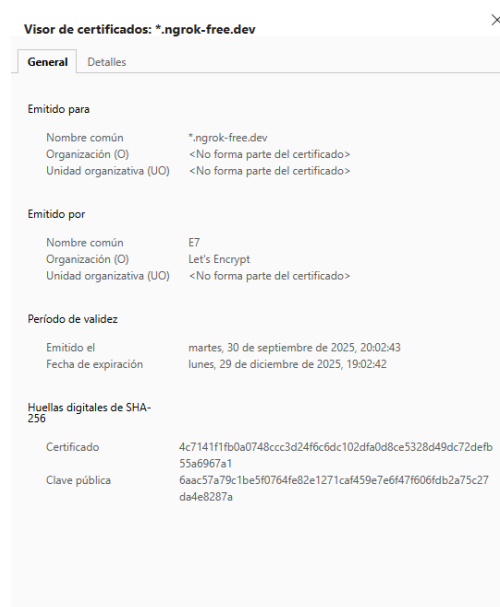 Visor de certificados: *.ngrok-free.dev
General Detalles
Emitido para
Nombre común *.ngrok-free.dev
Organización (O) <No forma parte del certificado>
Unidad organizativa (UO) <No forma parte del certificado>
Emitido por
Nombre común E7
Organización (O) Let's Encrypt
Unidad organizativa (UO) <No forma parte del certificado>
Período de validez
Emitido el martes, 30 de septiembre de 2025, 20:02:43
Fecha de expiración lunes, 29 de diciembre de 2025, 19:02:42
Huellas digitales de SHA-
256
Certificado 4c7141f1fb0a0748ccc3d24f6c6dc102dfa0d8ce5328d49dc72defb
55a6967a1
Clave pública 6aac57a79c1be5f0764fe82e1271caf459e7e6f47f606fdb2a75c27
da4e8287a